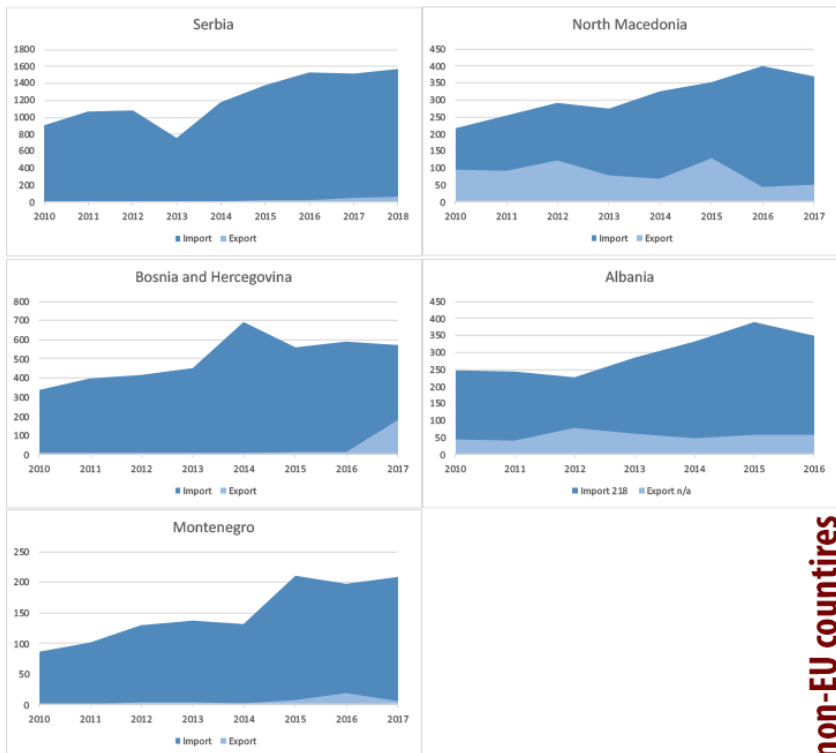 Serbia
1800
1600
1400
1200
1000
800
600
400
200
0
2010 2011 2012 2013 2014 2015 2016 2017 2018
Import Export
North Macedonia
450
400
350
300
250
200
150
100
50
0
2010 2011 2012 2013 2014 2015 2016 2017
Import Export
Bosnia and Hercegovina
800
700
600
500
400
300
200
100
0
2010 2011 2012 2013 2014 2015 2016 2017
Import Export
Albania
450
400
350
300
250
200
150
100
50
0
2010 2011 2012 2013 2014 2015 2016
Import 218 Export n/a
Montenegro
250
200
150
100
50
0
2010 2011 2012 2013 2014 2015 2016 2017
Import Export
non-EU countires